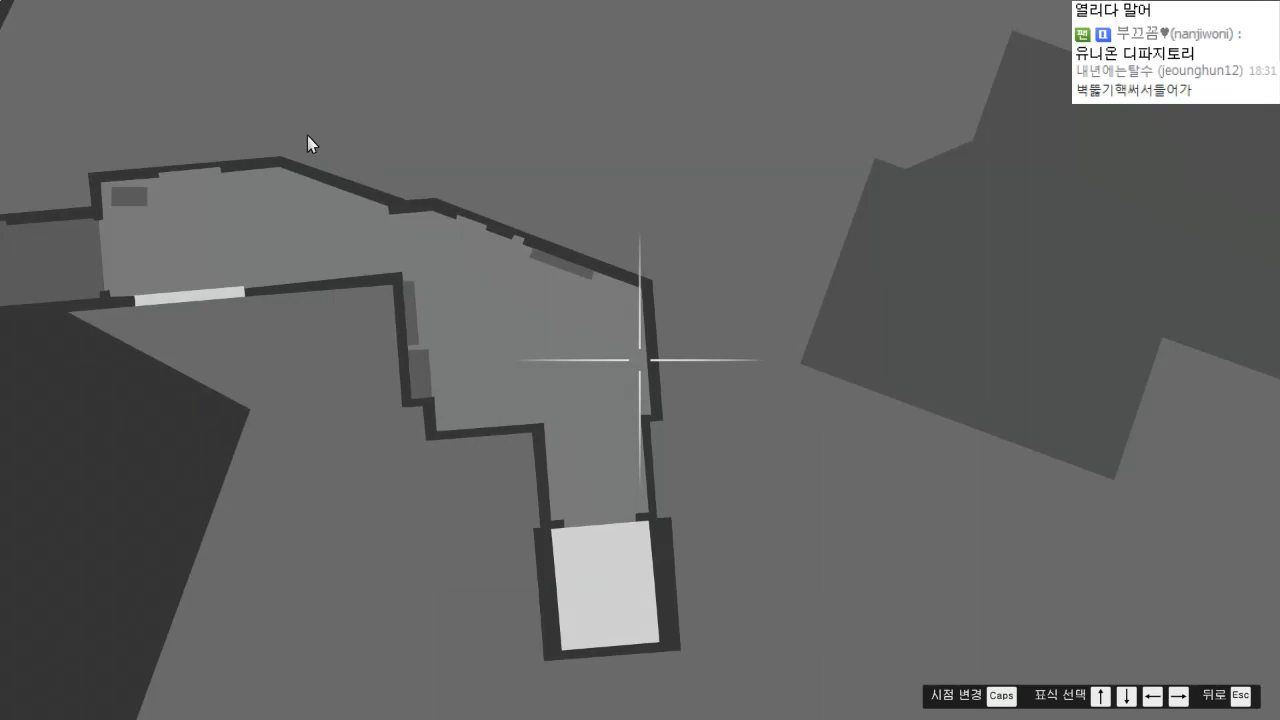 열리다 말어
팬 n 부끄꼼♥(nanjiwoni) :
유니온 디파지토리
내년에는탈수 (jeounghun12) 18:31
벽뚫기핵써서들어가
시점 변경 Caps 표식 선택 ↑ ↓ ← → 뒤로 Esc